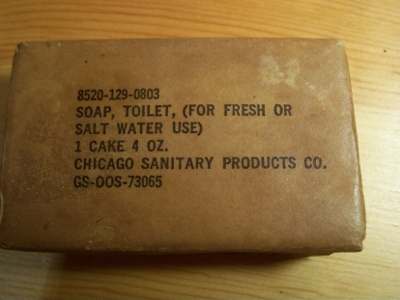 8520-129-0803
SOAP, TOILET, (FOR FRESH OR
SALT WATER USE)
1 CAKE 4 OZ.
CHICAGO SANITARY PRODUCTS CO.
GS-OOS-73065